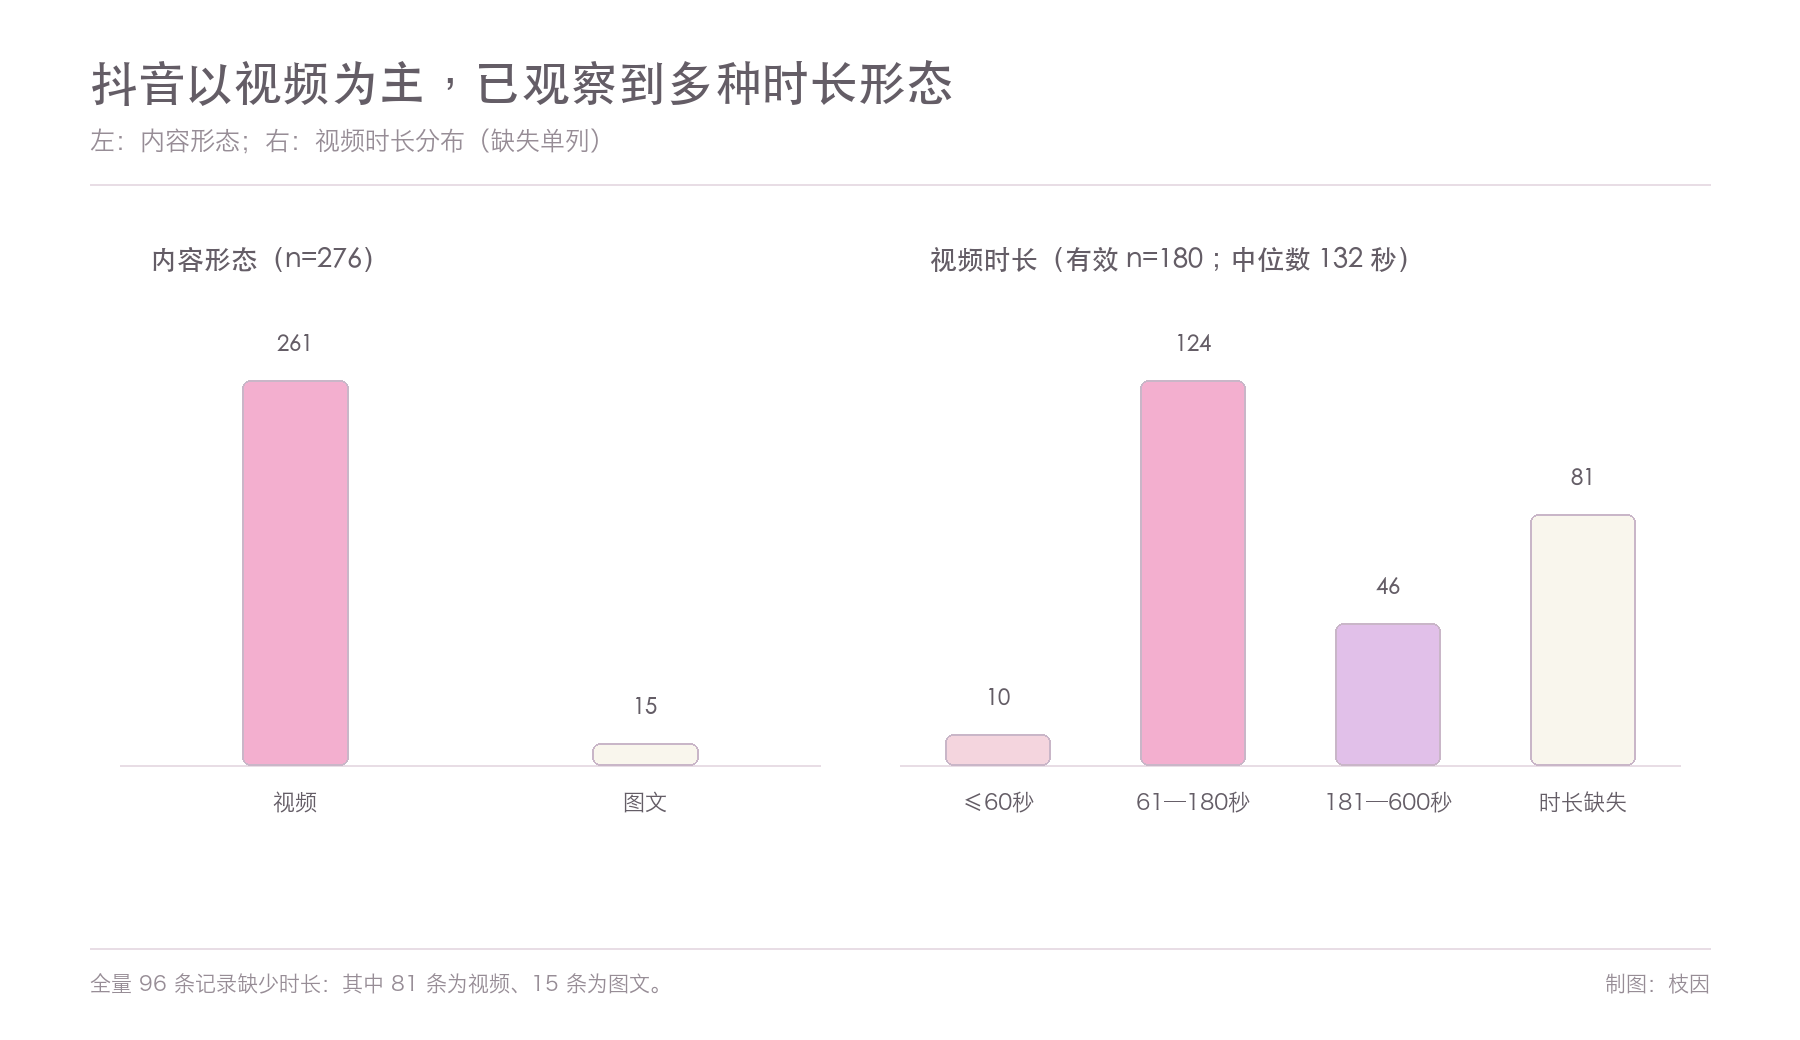 抖音以视频为主，已观察到多种时长形态
左：内容形态；右：视频时长分布（缺失单列）
内容形态（n=276）
261
15
视频
图文
视频时长（有效 n=180；中位数 132 秒）
10
124
46
81
≤60秒
61—180秒
181—600秒
时长缺失
全量 96 条记录缺少时长：其中 81 条为视频、15 条为图文。
制图：枝因